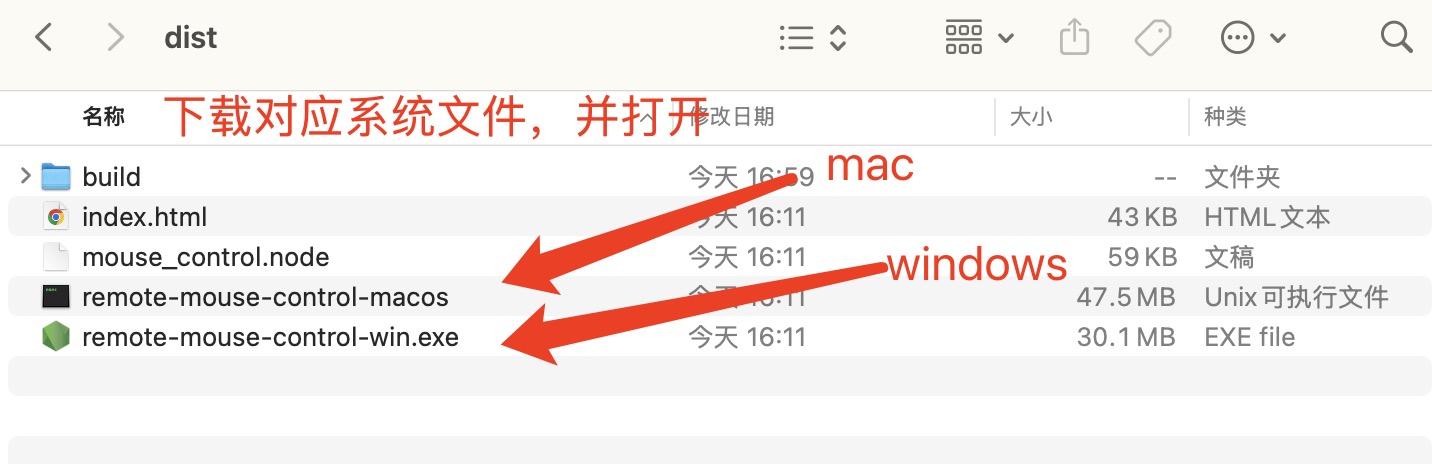 dist
名称 下载对应系统文件，并打开 修改日期 大小 种类
build 今天 16:59 mac -- 文件夹
index.html 今天 16:11 43 KB HTML文本
mouse_control.node 今天 16:11 windows 59 KB 文稿
remote-mouse-control-macos 今天 16:11 47.5 MB Unix可执行文件
remote-mouse-control-win.exe 今天 16:11 30.1 MB EXE file